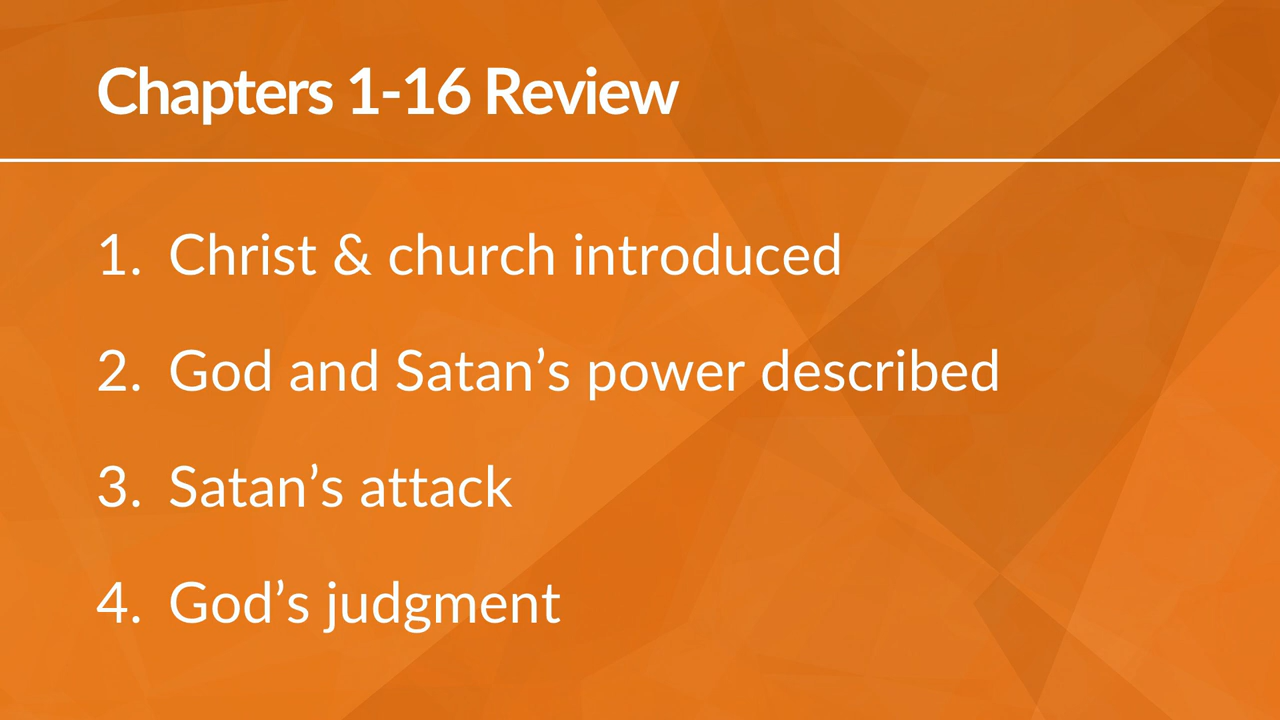 Chapters 1-16 Review
1. Christ & church introduced
2. God and Satan’s power described
3. Satan’s attack
4. God’s judgment